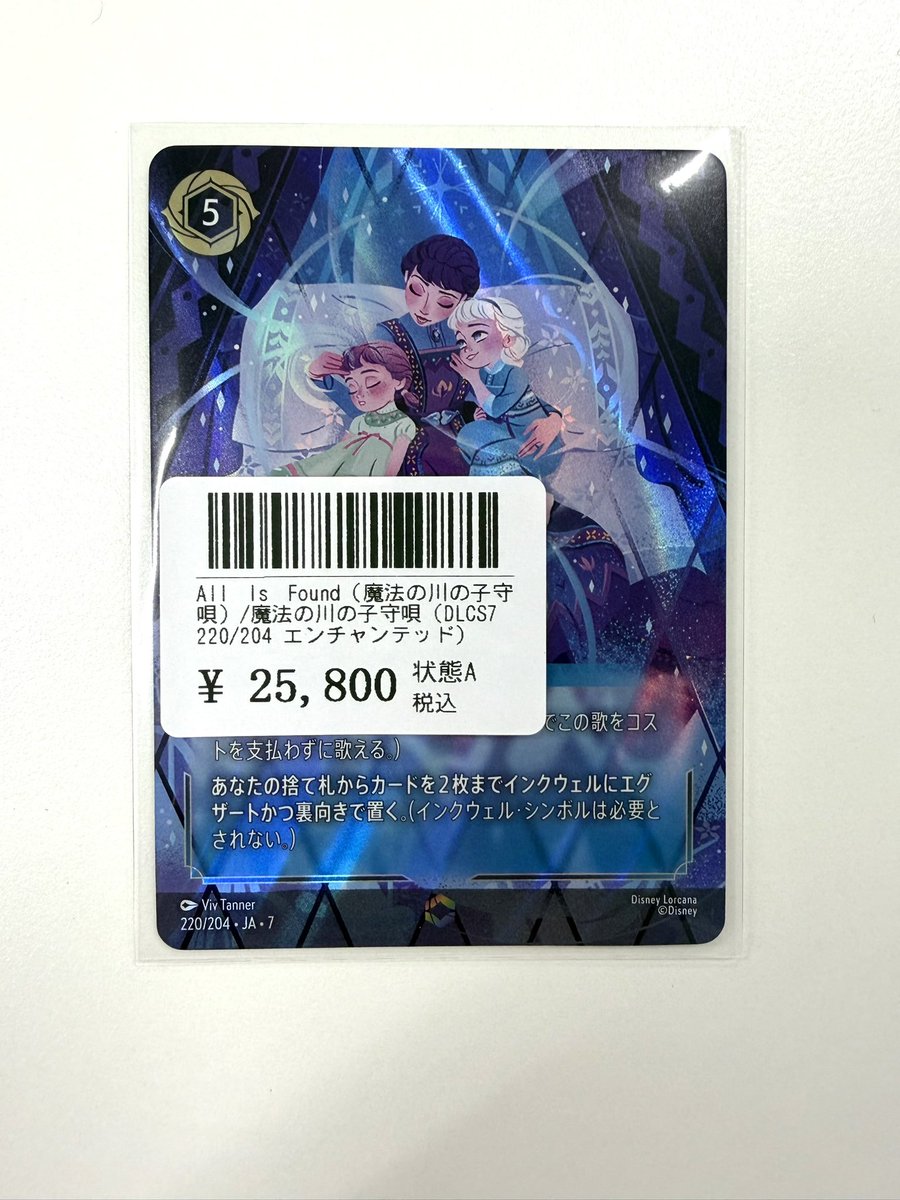 5
All Is Found（魔法の川の子守
唄）/魔法の川の子守唄（DLCS7
220/204 エンチャンテッド）
¥ 25,800 状態A
税込
でこの歌をコス
トを支払わずに歌える。)
あなたの捨て札からカードを2枚までインクウェルにエグ
ザートかつ裏向きで置く。(インクウェル・シンボルは必要と
されない。)
Viv Tanner
220/204 • JA • 7
Disney Lorcana
©Disney